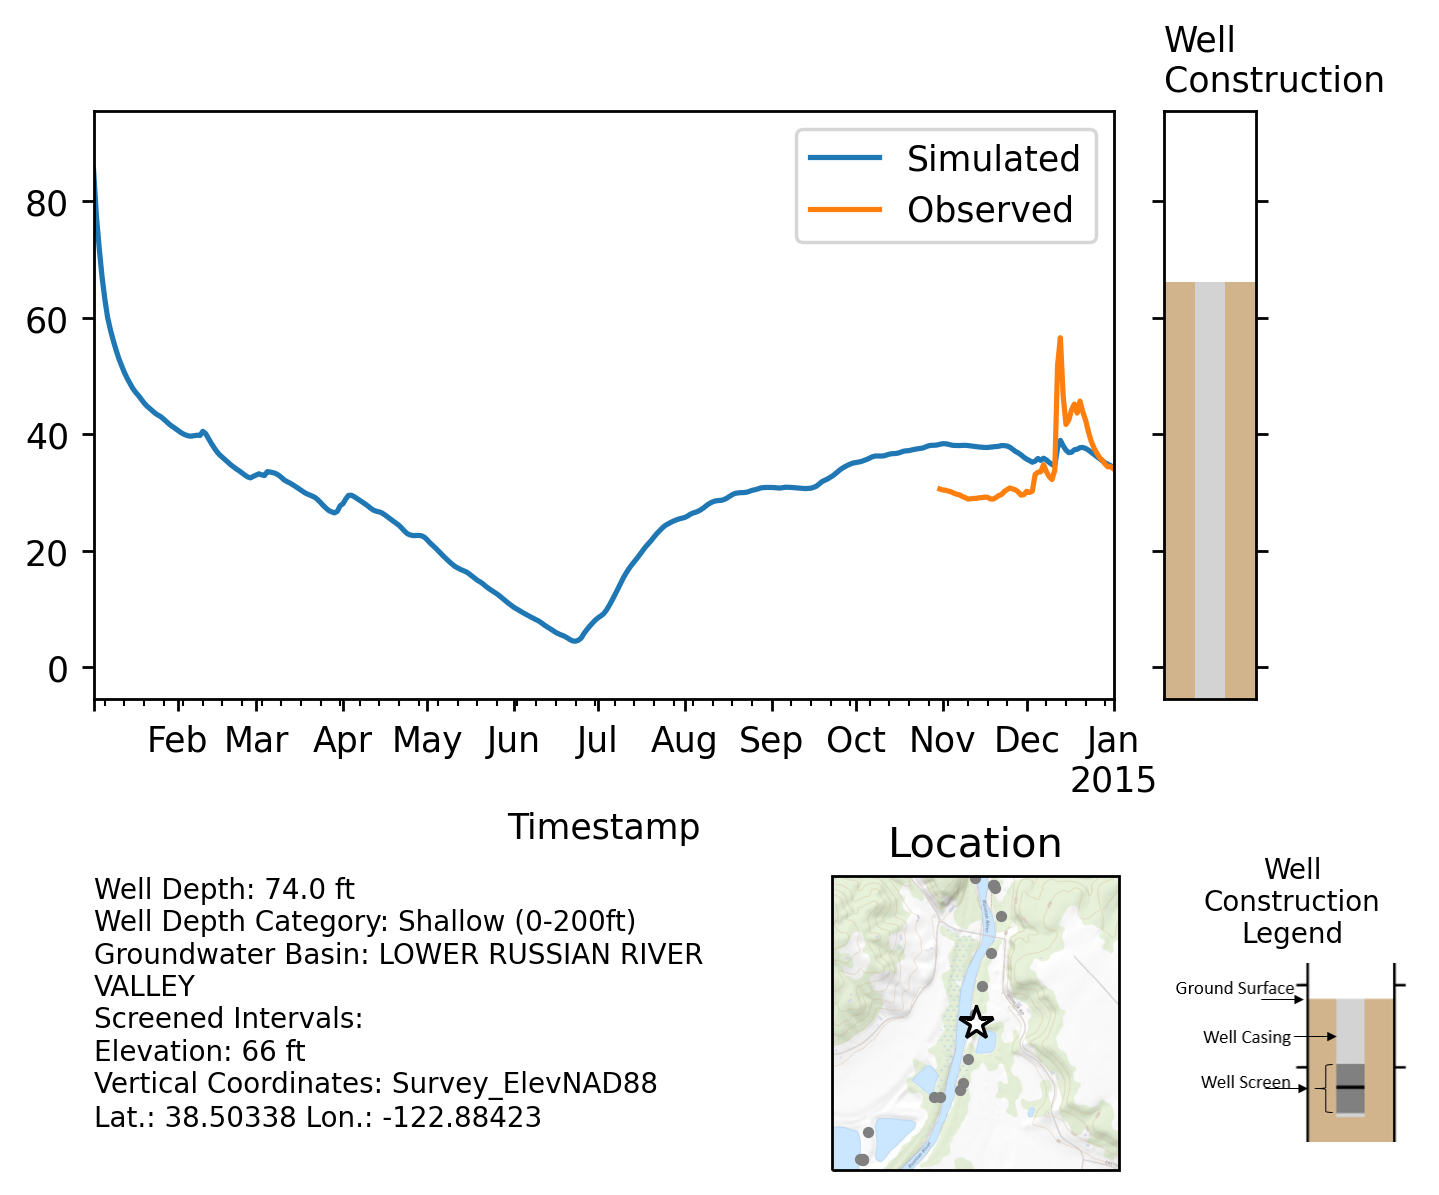 Well
Construction
Simulated
Observed
80
60
40
20
0
Feb Mar Apr May Jun Jul Aug Sep Oct Nov Dec Jan
2015
Timestamp
Well Depth: 74.0 ft
Well Depth Category: Shallow (0-200ft)
Groundwater Basin: LOWER RUSSIAN RIVER
VALLEY
Screened Intervals:
Elevation: 66 ft
Vertical Coordinates: Survey_ElevNAD88
Lat.: 38.50338 Lon.: -122.88423
Location
Well
Construction
Legend
Ground Surface
Well Casing
Well Screen